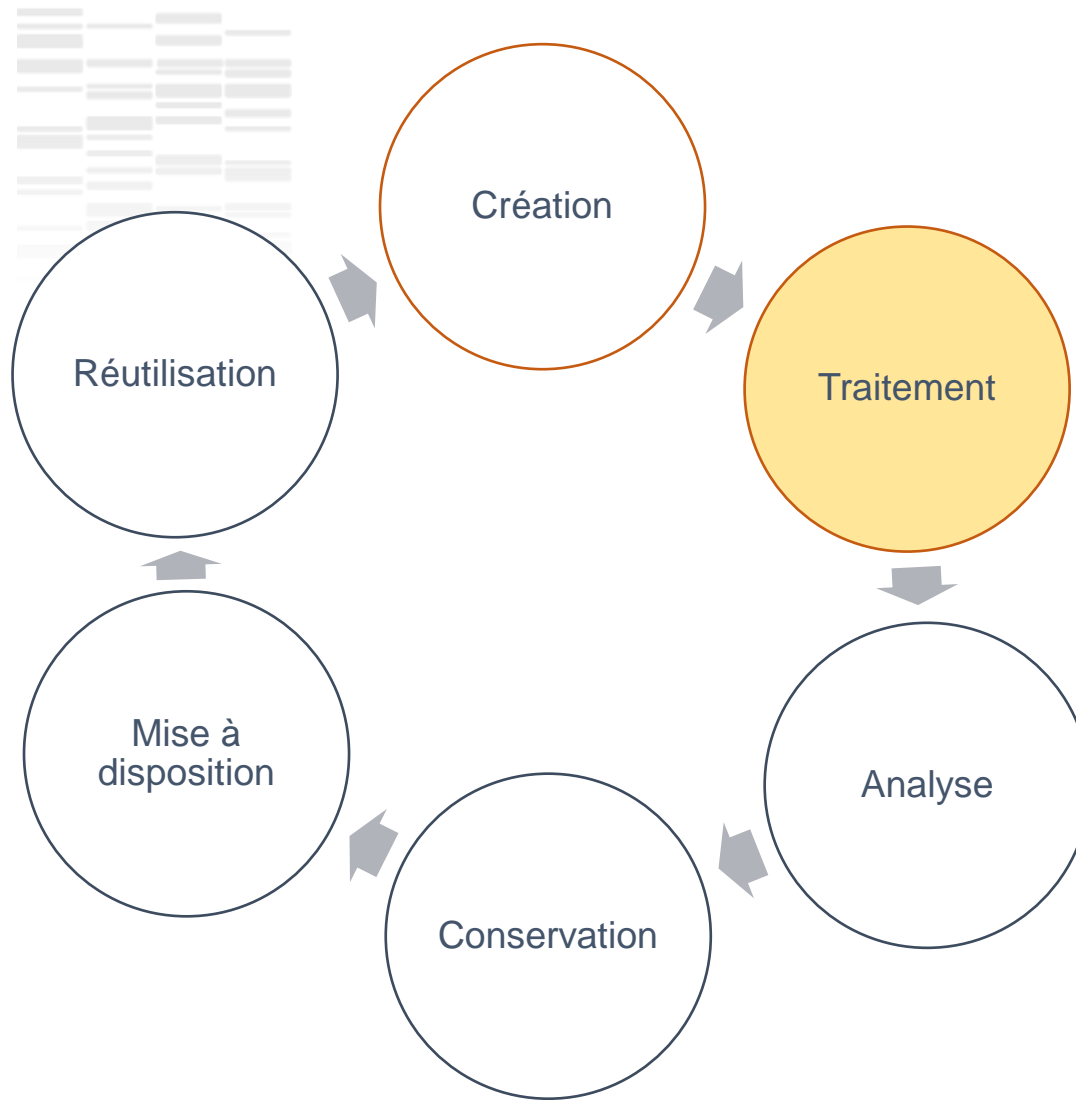 Création
Traitement
Analyse
Conservation
Mise à
disposition
Réutilisation